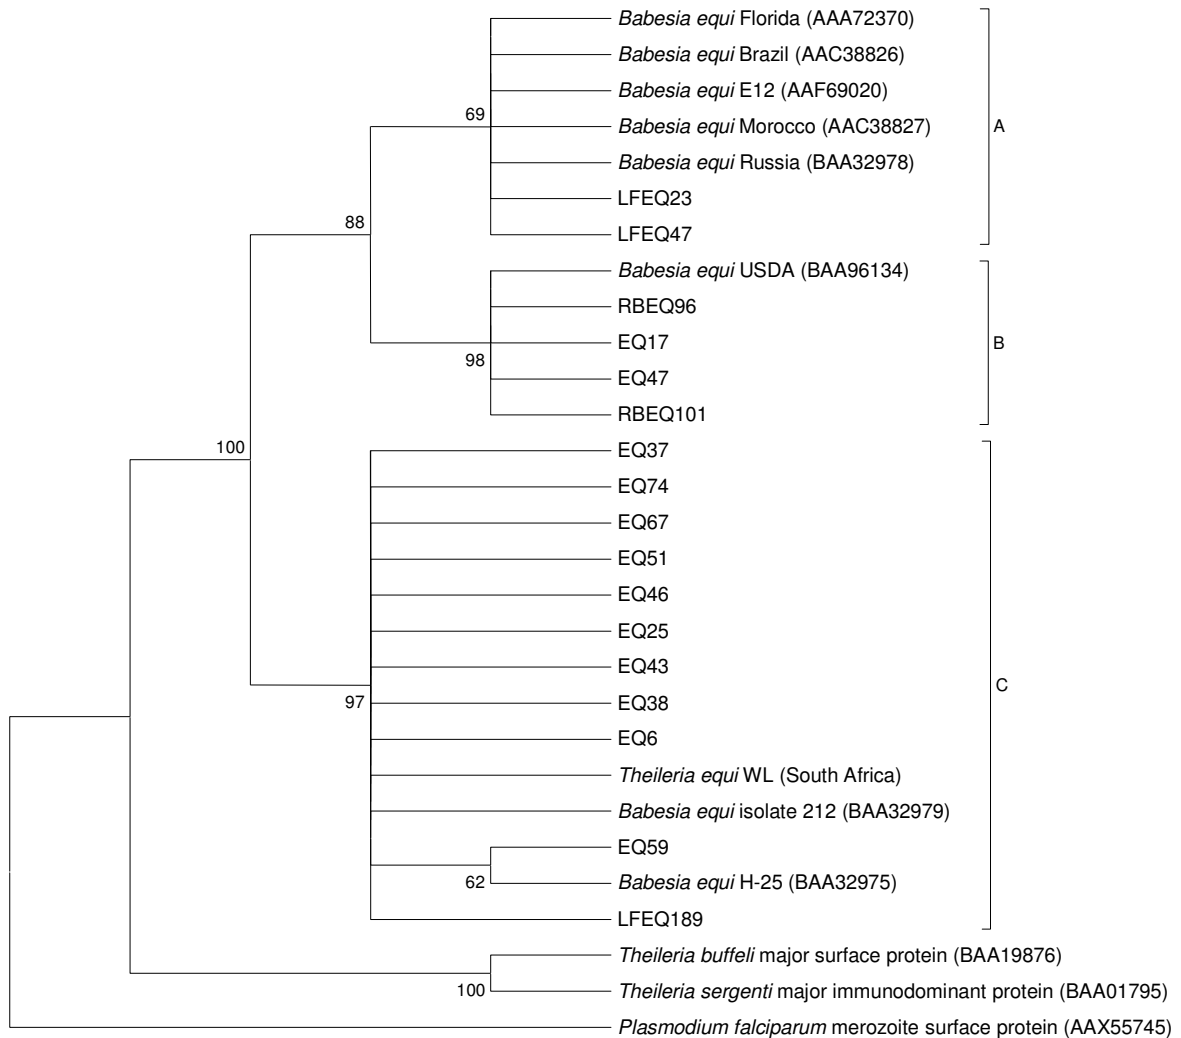 Babesia equi Florida (AAA72370)
Babesia equi Brazil (AAC38826)
Babesia equi E12 (AAF69020)
69
Babesia equi Morocco (AAC38827)
A
Babesia equi Russia (BAA32978)
LFEQ23
88
LFEQ47
Babesia equi USDA (BAA96134)
RBEQ96
EQ17
B
98
EQ47
RBEQ101
100
EQ37
EQ74
EQ67
EQ51
EQ46
EQ25
EQ43
C
97
EQ38
EQ6
Theileria equi WL (South Africa)
Babesia equi isolate 212 (BAA32979)
EQ59
62
Babesia equi H-25 (BAA32975)
LFEQ189
Theileria buffeli major surface protein (BAA19876)
100
Theileria sergenti major immunodominant protein (BAA01795)
Plasmodium falciparum merozoite surface protein (AAX55745)